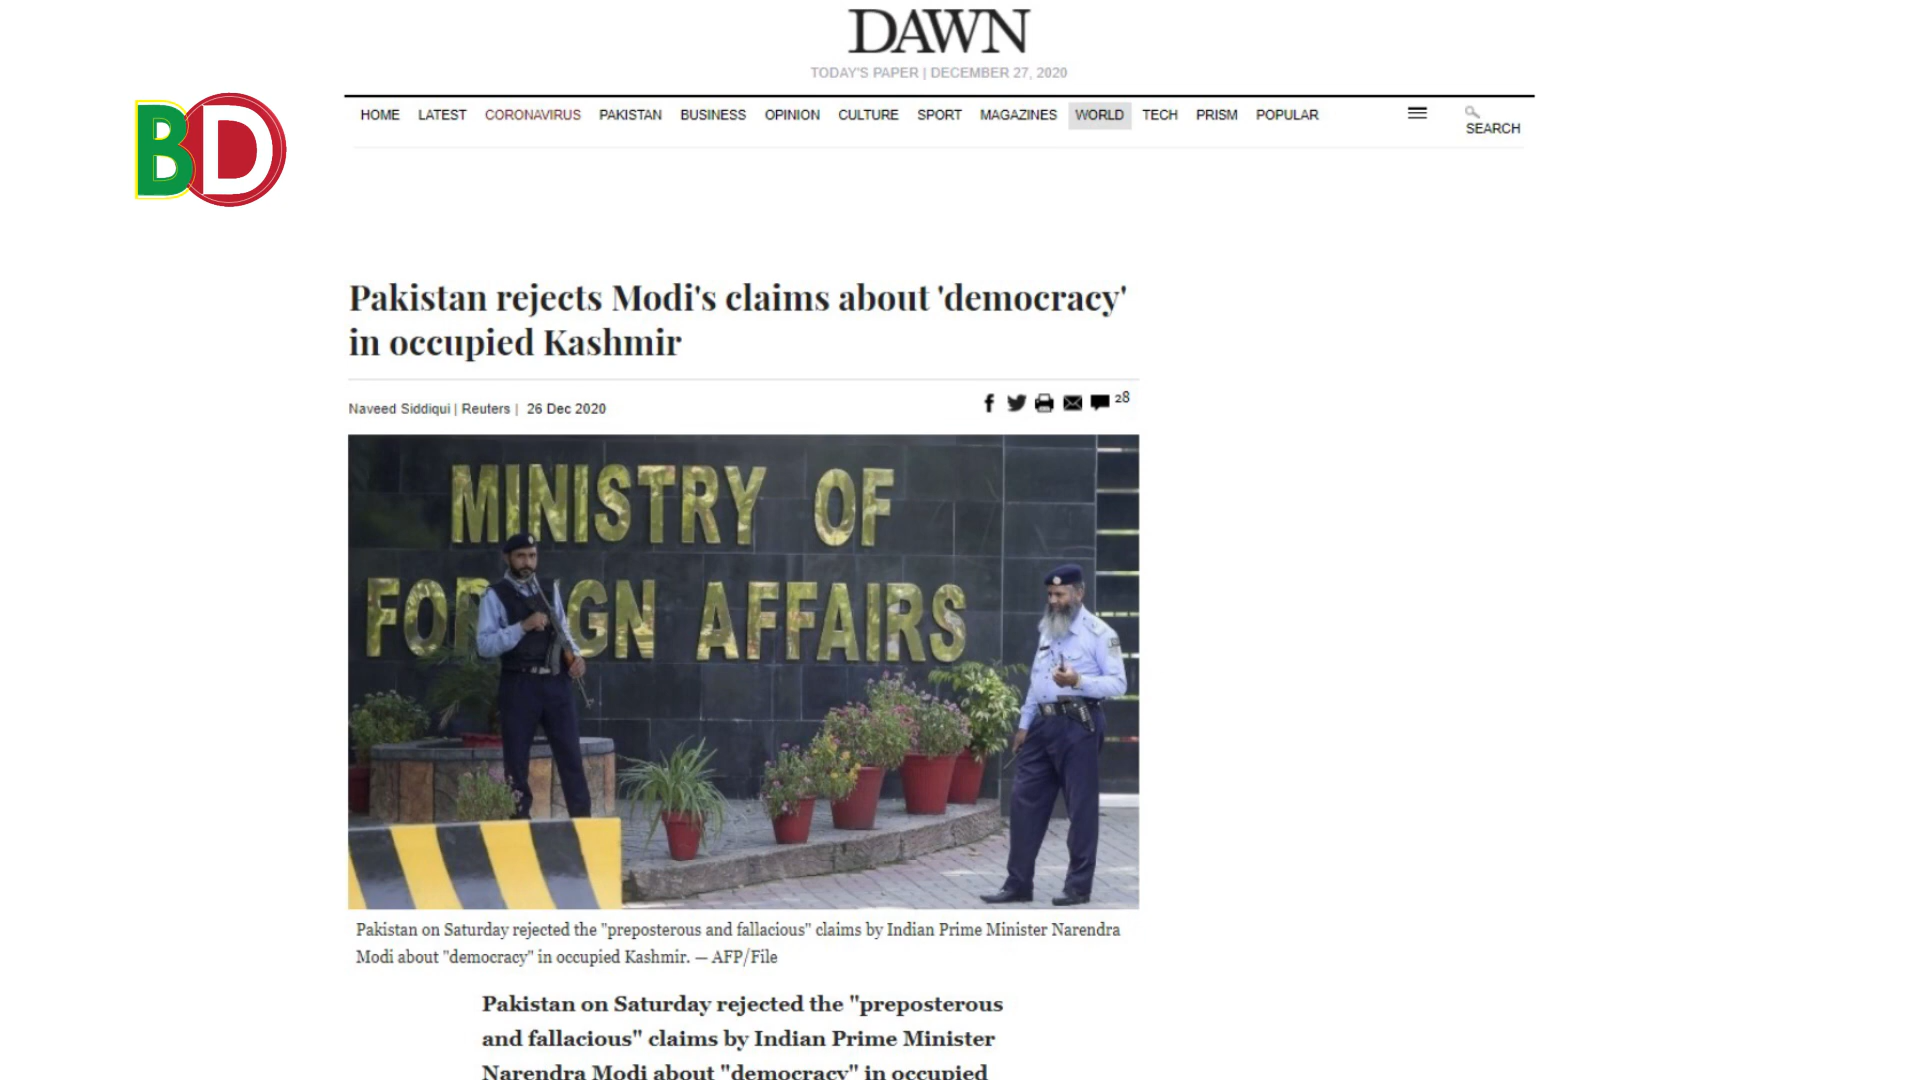 DAWN
TODAY'S PAPER | DECEMBER 27, 2020
BD
HOME LATEST CORONAVIRUS PAKISTAN BUSINESS OPINION CULTURE SPORT MAGAZINES WORLD TECH PRISM POPULAR
SEARCH
Pakistan rejects Modi's claims about 'democracy'
in occupied Kashmir
Naveed Siddiqui | Reuters | 26 Dec 2020
28
MINISTRY OF
FOR GN AFFAIRS
Pakistan on Saturday rejected the "preposterous and fallacious" claims by Indian Prime Minister Narendra
Modi about "democracy" in occupied Kashmir. — AFP/File
Pakistan on Saturday rejected the "preposterous
and fallacious" claims by Indian Prime Minister
Narendra Modi about "democracy" in occupied